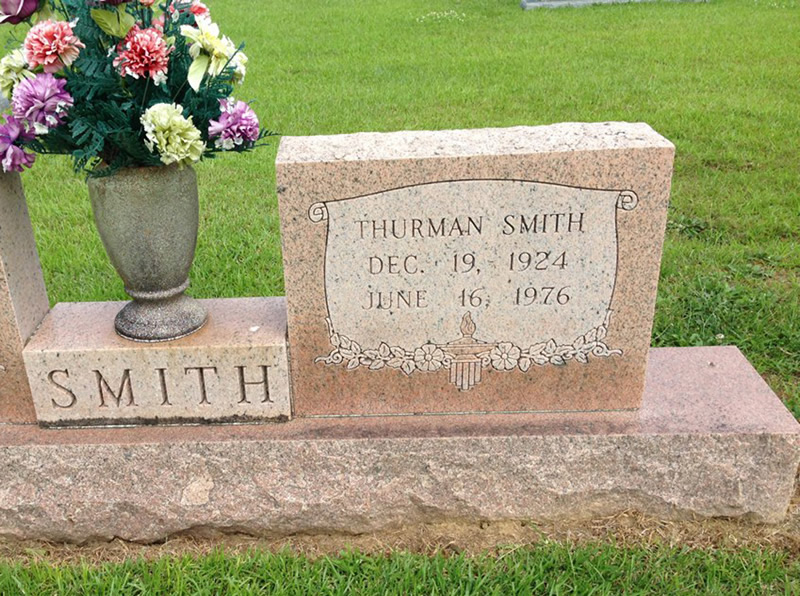 THURMAN SMITH
DEC. 19, 1924
JUNE 16, 1976
SMITH